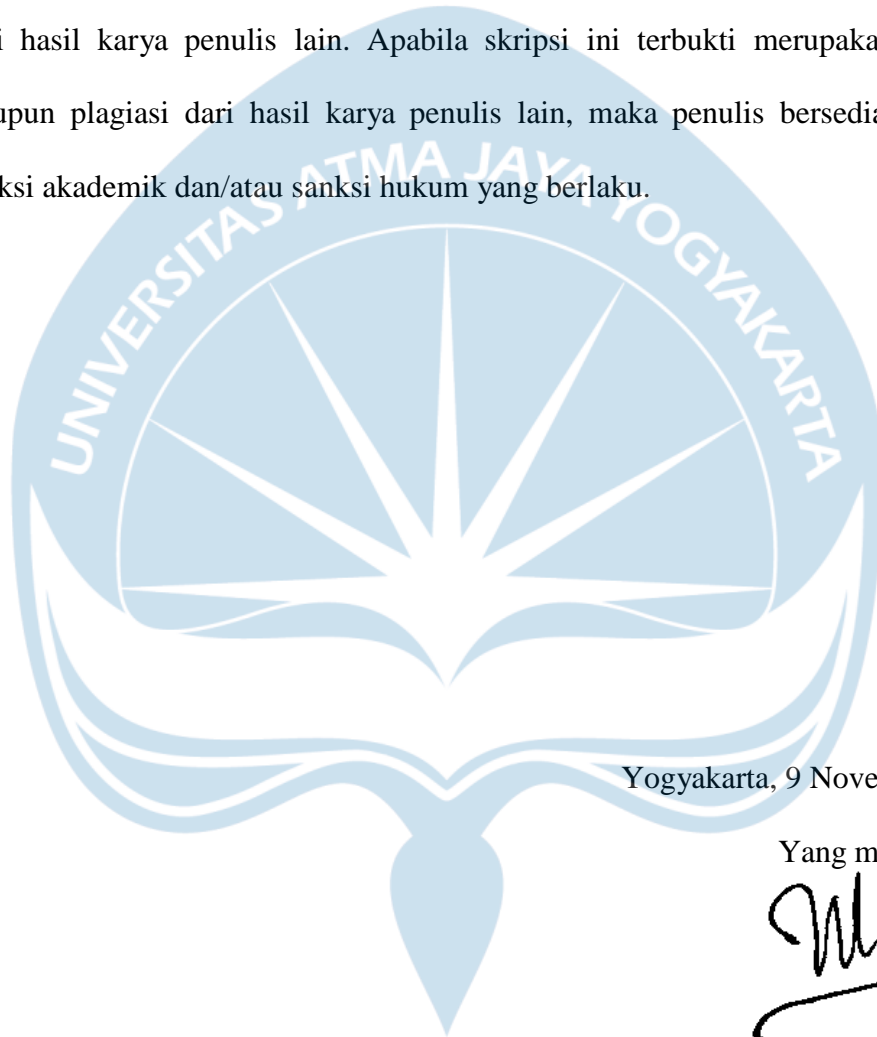 i hasil karya penulis lain. Apabila skripsi ini terbukti merupaka
upun plagiasi dari hasil karya penulis lain, maka penulis bersedia
ksi akademik dan/atau sanksi hukum yang berlaku.
UNIVERSITAS ATMA JAYA YOGYAKARTA
Yogyakarta, 9 Nove
Yang m